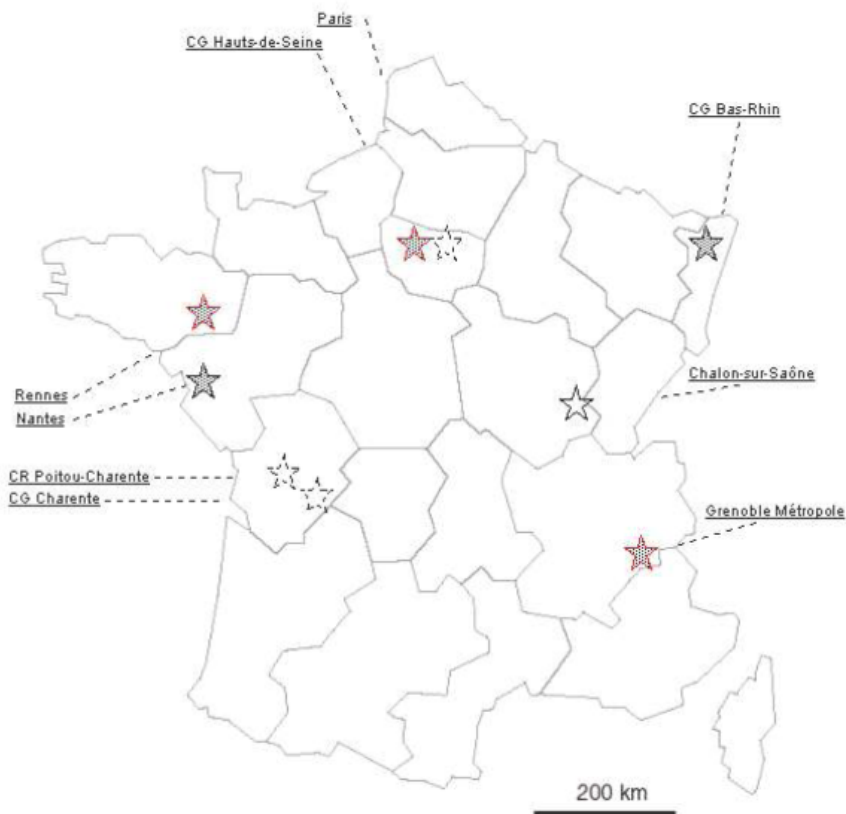 Paris
CG Hauts-de-Seine
CG Bas-Rhin
Rennes
Nantes
Chalon-sur-Saône
CR Poitou-Charente
CG Charente
Grenoble Métropole
200 km